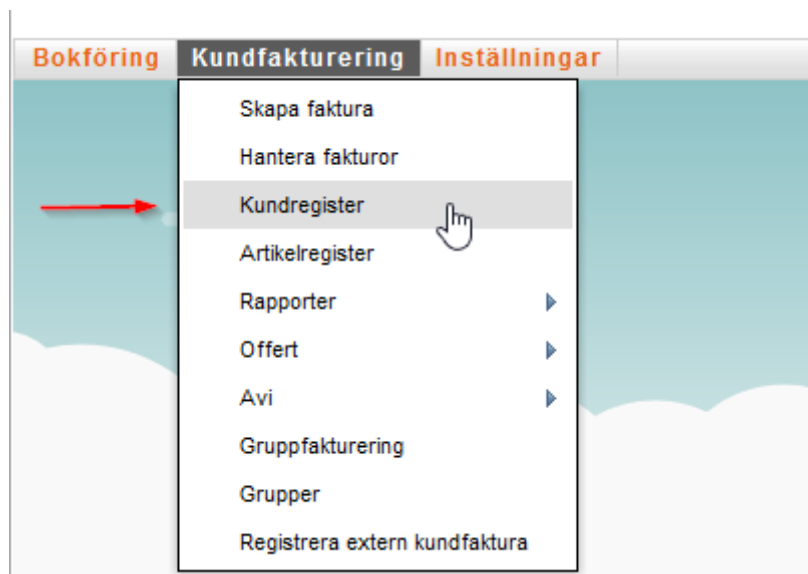 Bokföring Kundfakturering Inställningar
Skapa faktura
Hantera fakturor
Kundregister
Artikelregister
Rapporter
Offert
Avi
Gruppfakturering
Grupper
Registrera extern kundfaktura